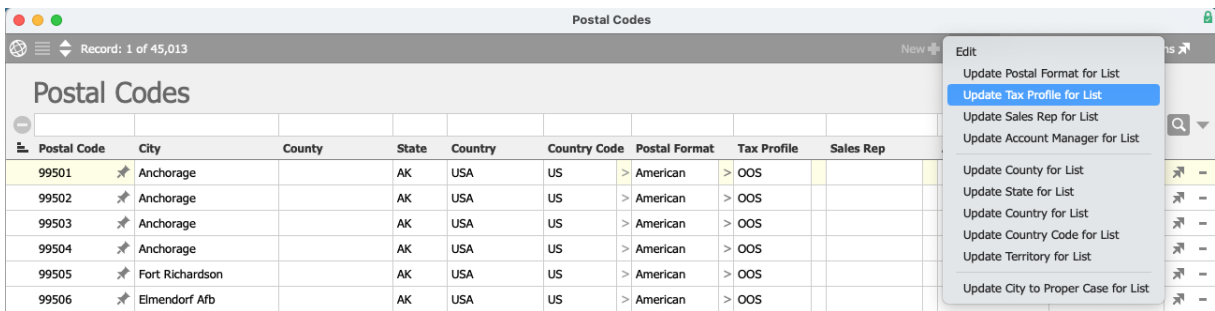 Postal Codes
Record: 1 of 45,013 New
Postal Codes
Postal Code City County State Country Country Code Postal Format Tax Profile Sales Rep
99501 Anchorage AK USA US > American > OOS
99502 Anchorage AK USA US > American > OOS
99503 Anchorage AK USA US > American > OOS
99504 Anchorage AK USA US > American > OOS
99505 Fort Richardson AK USA US > American > OOS
99506 Elmendorf Afb AK USA US > American > OOS
Edit
Update Postal Format for List
Update Tax Profile for List
Update Sales Rep for List
Update Account Manager for List
Update County for List
Update State for List
Update Country for List
Update Country Code for List
Update Territory for List
Update City to Proper Case for List